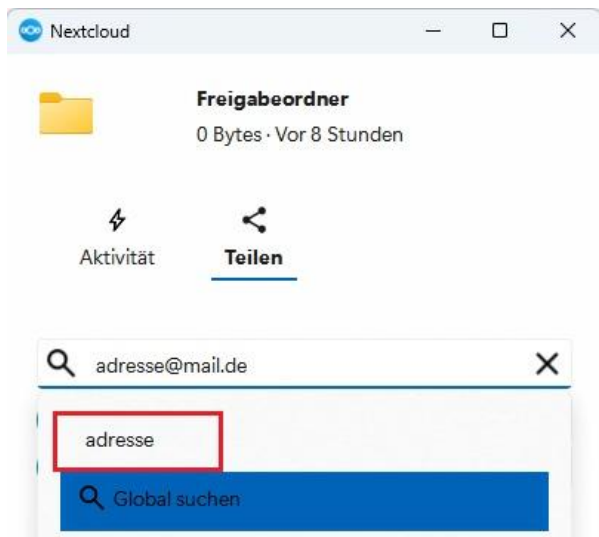 Nextcloud
Freigabeordner
0 Bytes · Vor 8 Stunden
Aktivität Teilen
adresse@mail.de
adresse
Global suchen